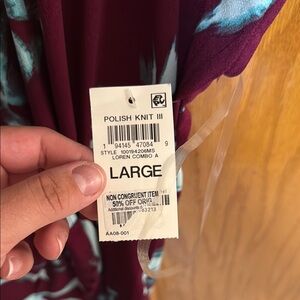 POLISH KNIT III
1 94145 47084 9
STYLE 100194206MS
LOREN COMBO A
LARGE
NON CONGRUENT ITEM
50% OFF ORIG.
AA08-001